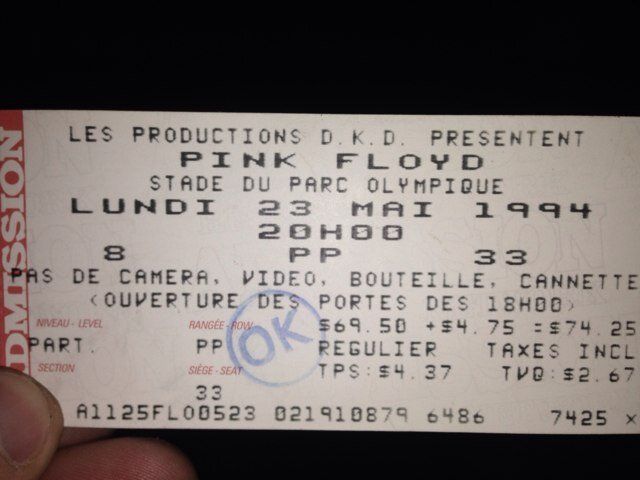 DMISSION
LES PRODUCTIONS D.K.D. PRESENTENT
PINK FLOYD
STADE DU PARC OLYMPIQUE
LUNDI 23 MAI 1994
20H00
8 PP 33
PAS DE CAMERA, VIDEO, BOUTEILLE, CANNETTE
(OUVERTURE DES PORTES DES 18H00)
NIVEAU - LEVEL RANGÉE - ROW $69.50 +$4.75 =$74.25
PART. PP OK REGULIER TAXES INCL
SECTION SIÈGE - SEAT TPS:$4.37 TVQ:$2.67
33
A1125FL00523 021910879 6486 7425 x